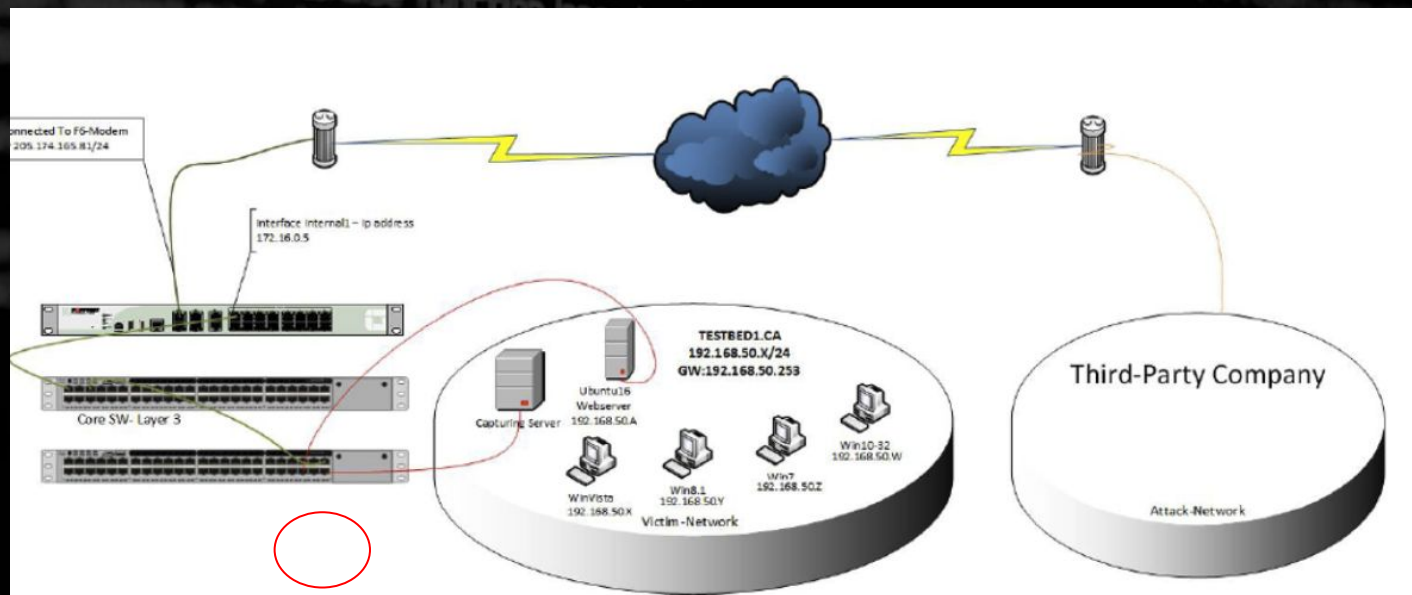 onnected To F6-Modem
205.174.165.81/24
Interface Internal1 – Ip address
172.16.0.5
Core SW- Layer 3
TESTBED1.CA
192.168.50.X/24
GW:192.168.50.253
Ubuntu16
Webserver
192.168.50.A
Capturing Server
Win10-32
192.168.50.W
Win7
192.168.50.Z
Win8.1
192.168.50.Y
WinVista
192.168.50.X
Victim-Network
Third-Party Company
Attack-Network